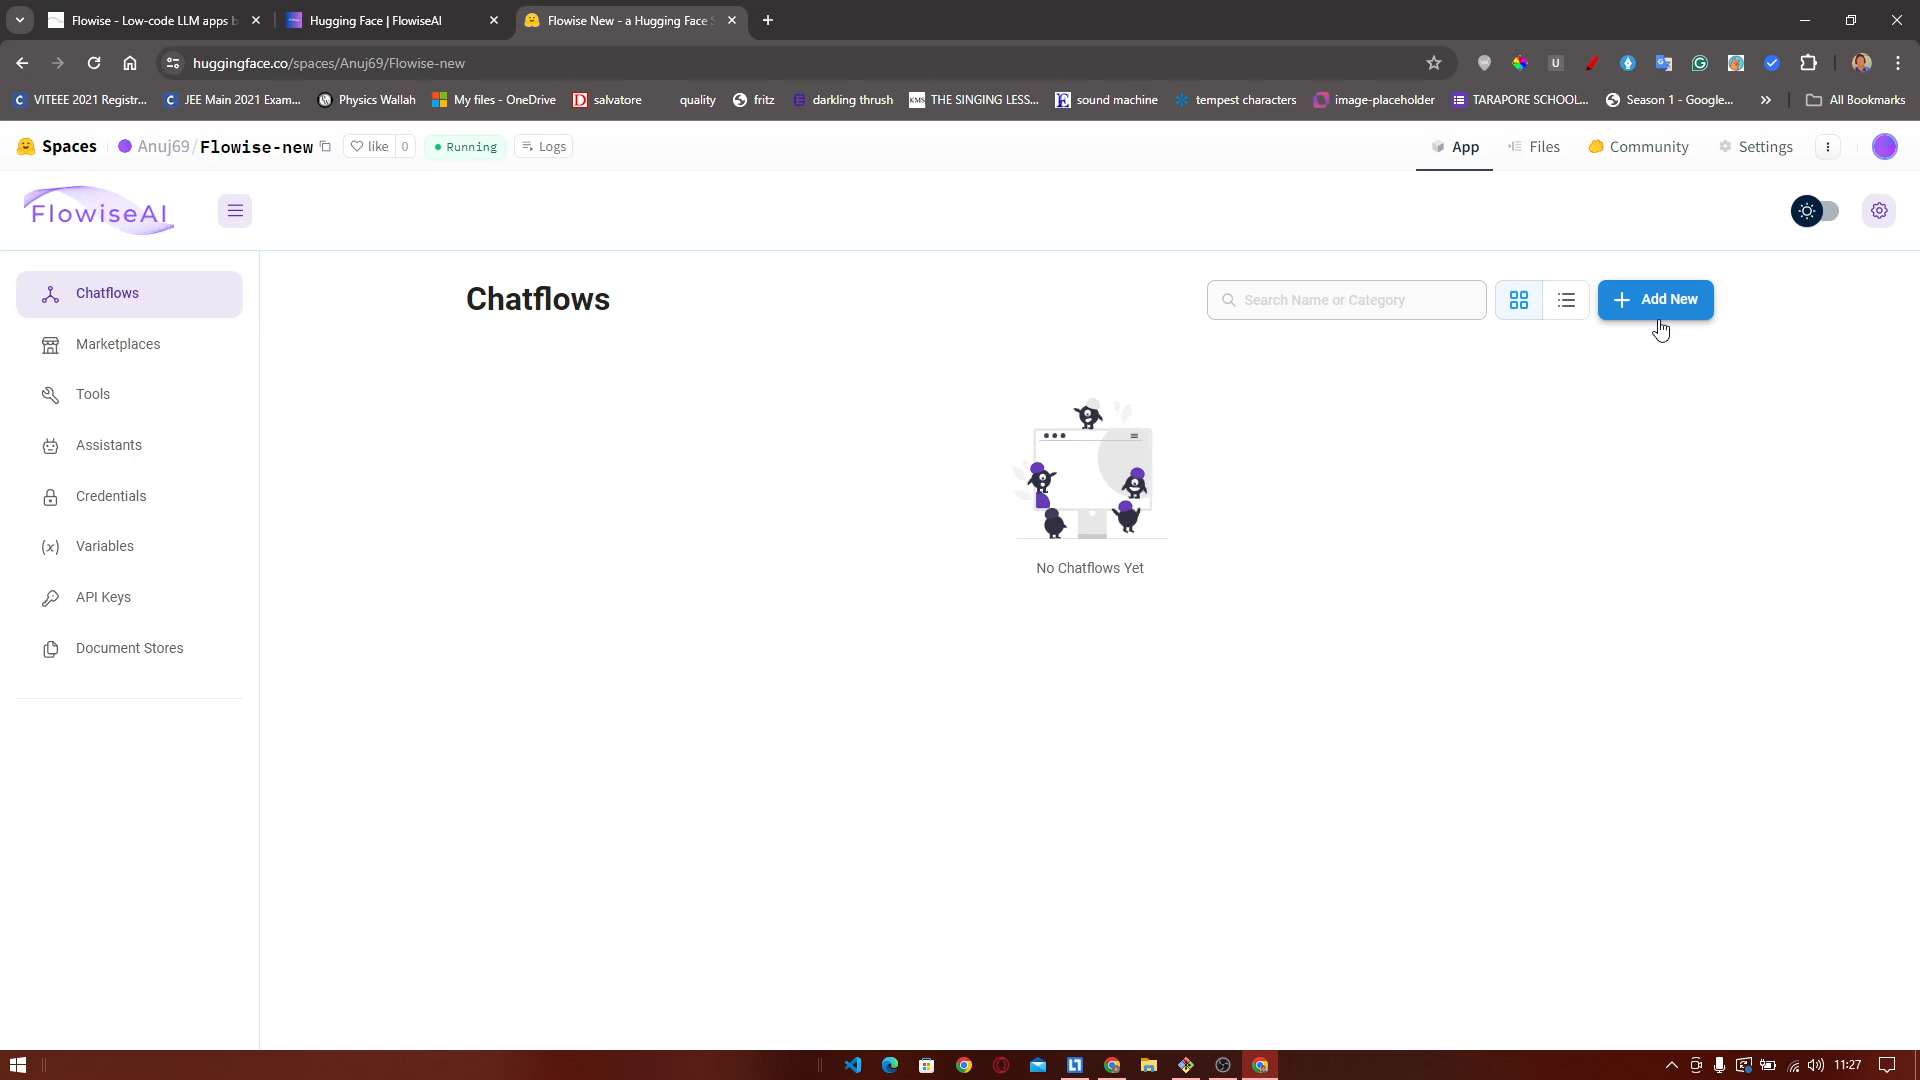 Flowise - Low-code LLM apps b
Hugging Face | FlowiseAI
Flowise New - a Hugging Face S
huggingface.co/spaces/Anuj69/Flowise-new
VITEEE 2021 Registr...
JEE Main 2021 Exam...
Physics Wallah
My files - OneDrive
salvatore
quality
fritz
darkling thrush
KMS THE SINGING LESS...
sound machine
tempest characters
image-placeholder
TARAPORE SCHOOL...
Season 1 - Google...
All Bookmarks
Spaces
Anuj69/Flowise-new
like 0
Running
Logs
App
Files
Community
Settings
FlowiseAI
Chatflows
Marketplaces
Tools
Assistants
Credentials
(x) Variables
API Keys
Document Stores
Chatflows
Search Name or Category
+ Add New
No Chatflows Yet
11:27